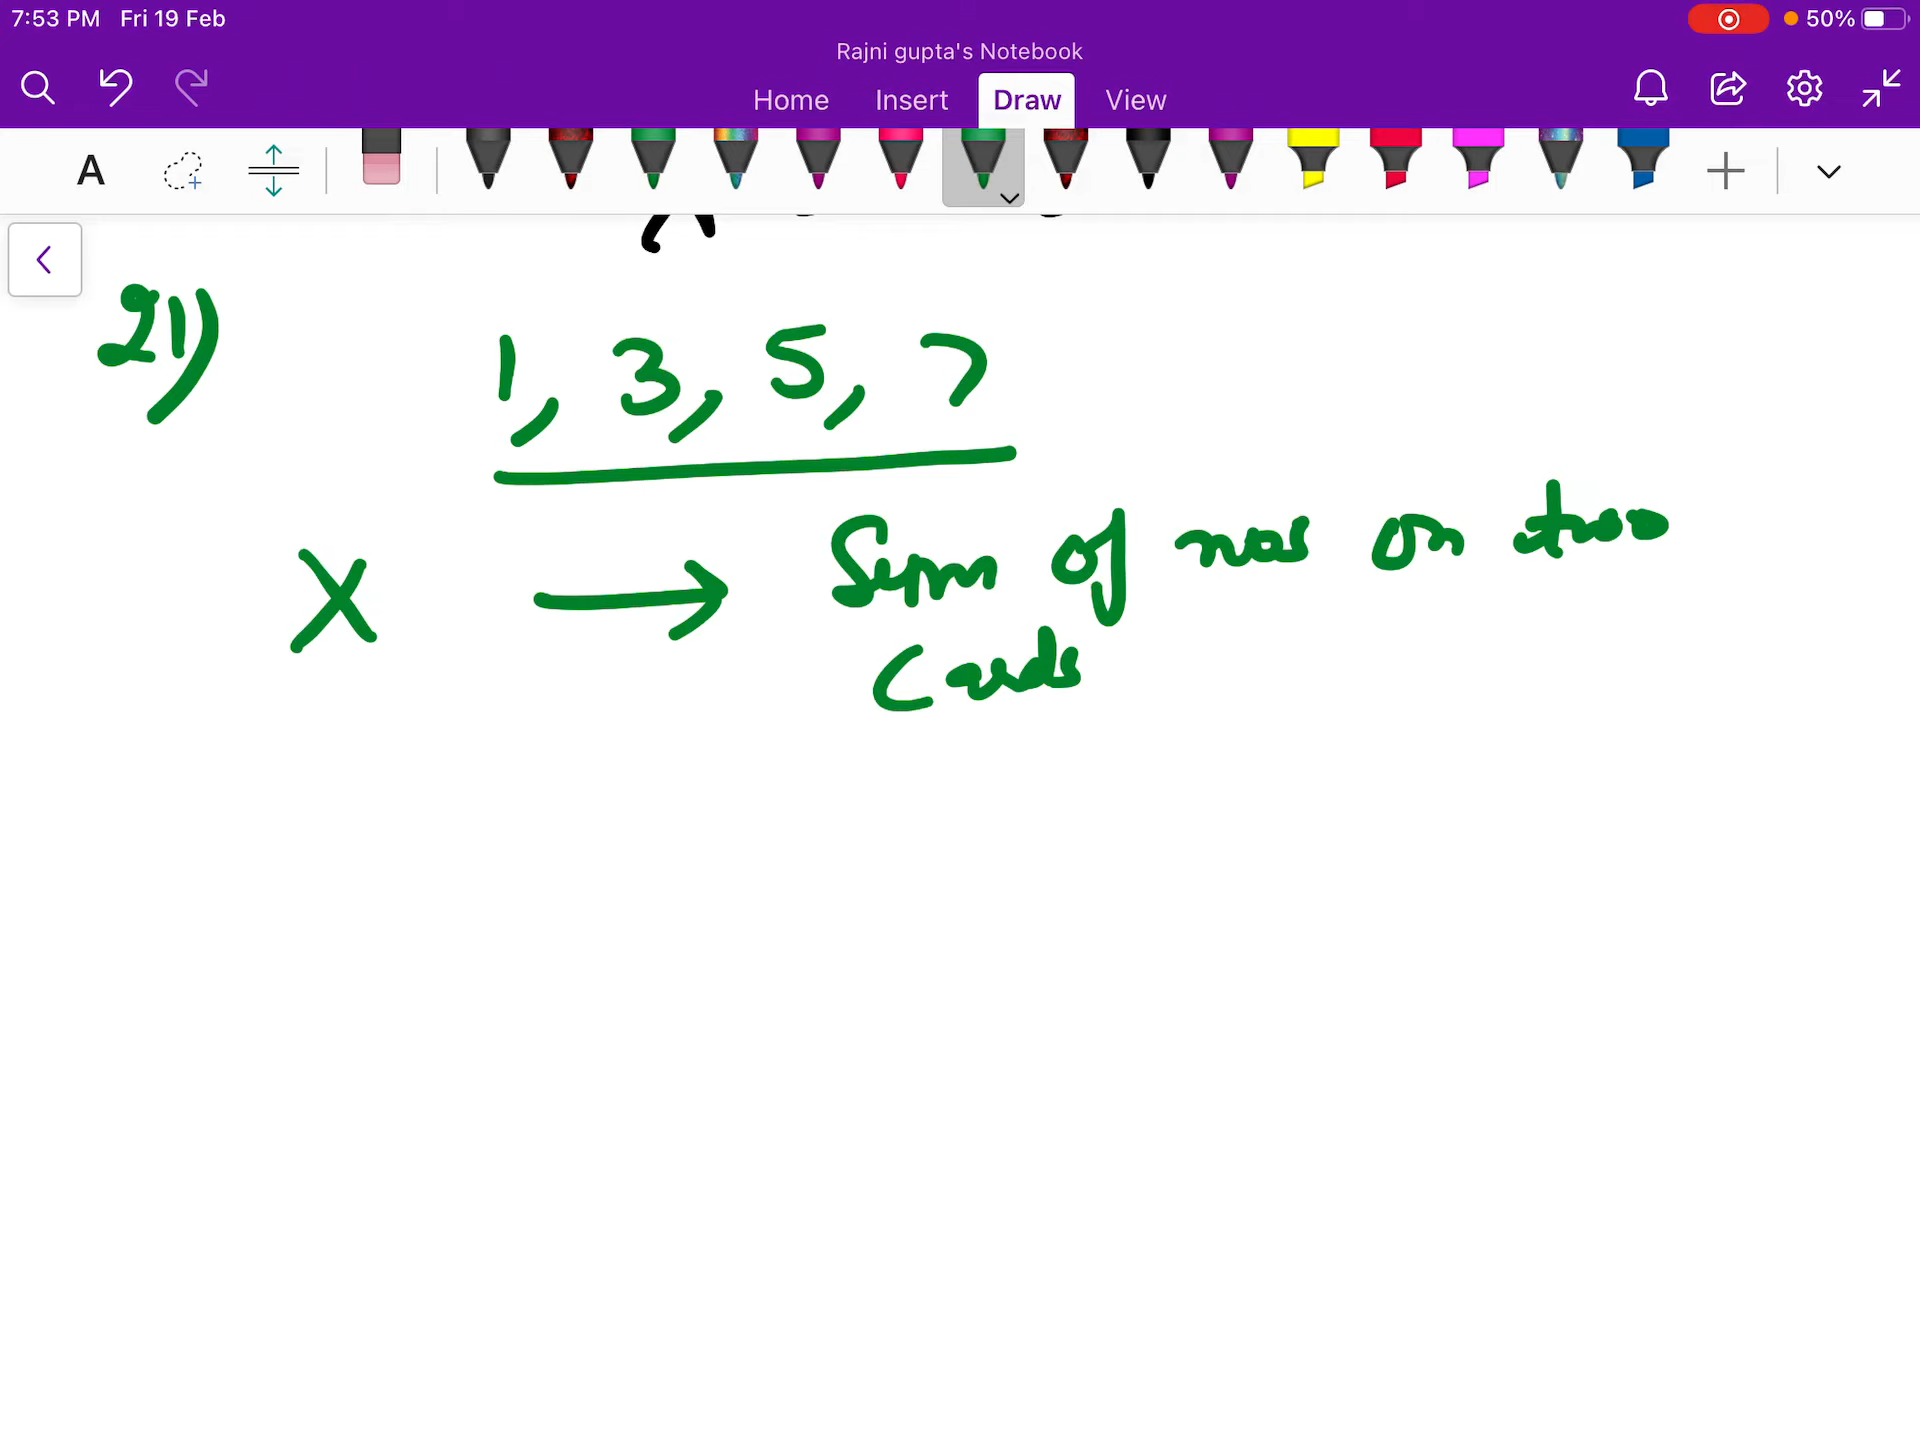 7:53 PM Fri 19 Feb
50%
Rajni gupta's Notebook
Home Insert Draw View
A
21)
1, 3, 5, 7
X → Sum of nos on two
Cards